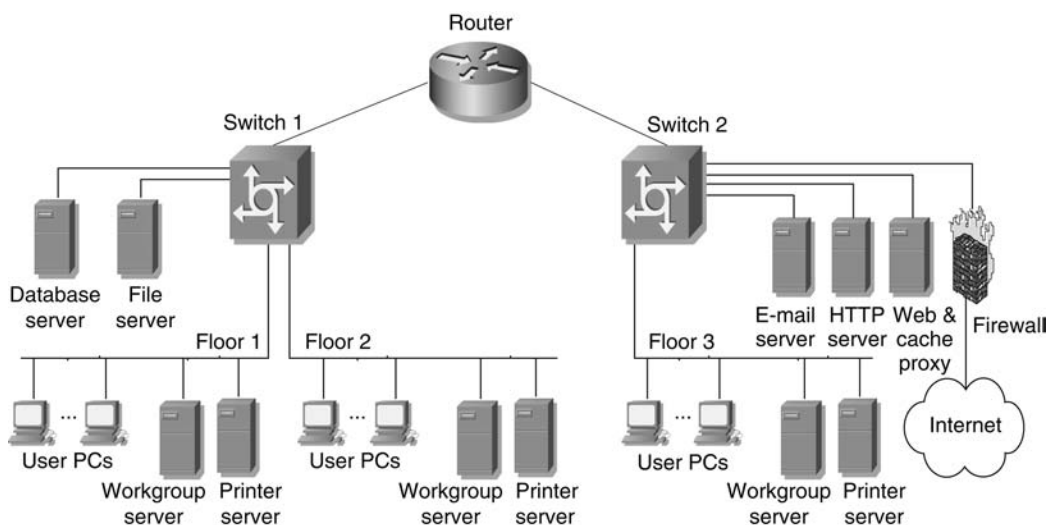 Router
Switch 1
Switch 2
Database
server
File
server
E-mail
server
HTTP
server
Web &
cache
proxy
Firewall
Floor 1
Floor 2
Floor 3
Internet
User PCs
Workgroup
server
Printer
server
User PCs
Workgroup
server
Printer
server
User PCs
Workgroup
server
Printer
server